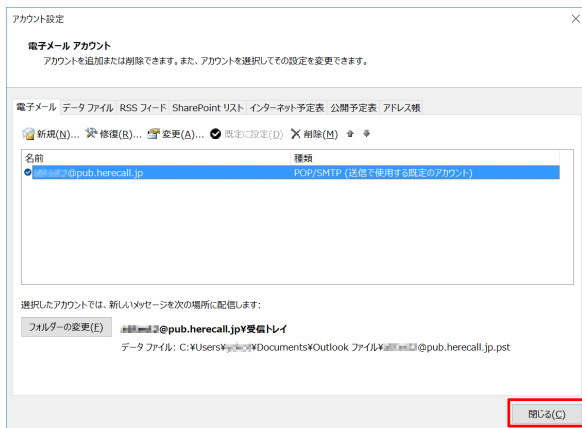 アカウント設定
電子メール アカウント
アカウントを追加または削除できます。また、アカウントを選択してその設定を変更できます。
電子メール データ ファイル RSS フィード SharePoint リスト インターネット予定表 公開予定表 アドレス帳
新規(N)... 修復(R)... 変更(A)... 既定に設定(D) 削除(M)
名前 種類
@pub.herecall.jp POP/SMTP (送信で使用する既定のアカウント)
選択したアカウントでは、新しいメッセージを次の場所に配信します:
フォルダーの変更(F) @pub.herecall.jp¥受信トレイ
データ ファイル: C:¥Users¥ ¥Documents¥Outlook ファイル¥ @pub.herecall.jp.pst
閉じる(C)